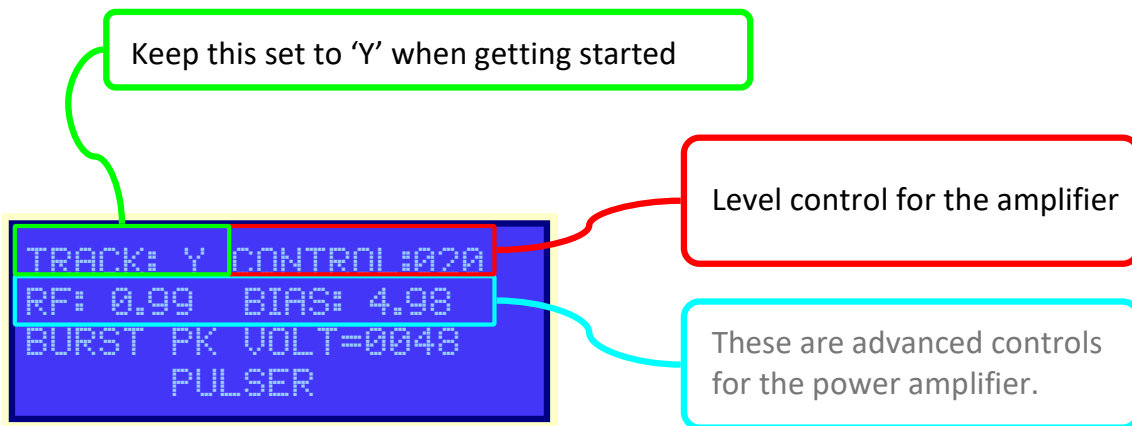 Keep this set to ‘Y’ when getting started
Level control for the amplifier
TRACK: Y CONTROL:020
RF: 0.99 BIAS: 4.98
BURST PK VOLT=0048
PULSER
These are advanced controls
for the power amplifier.